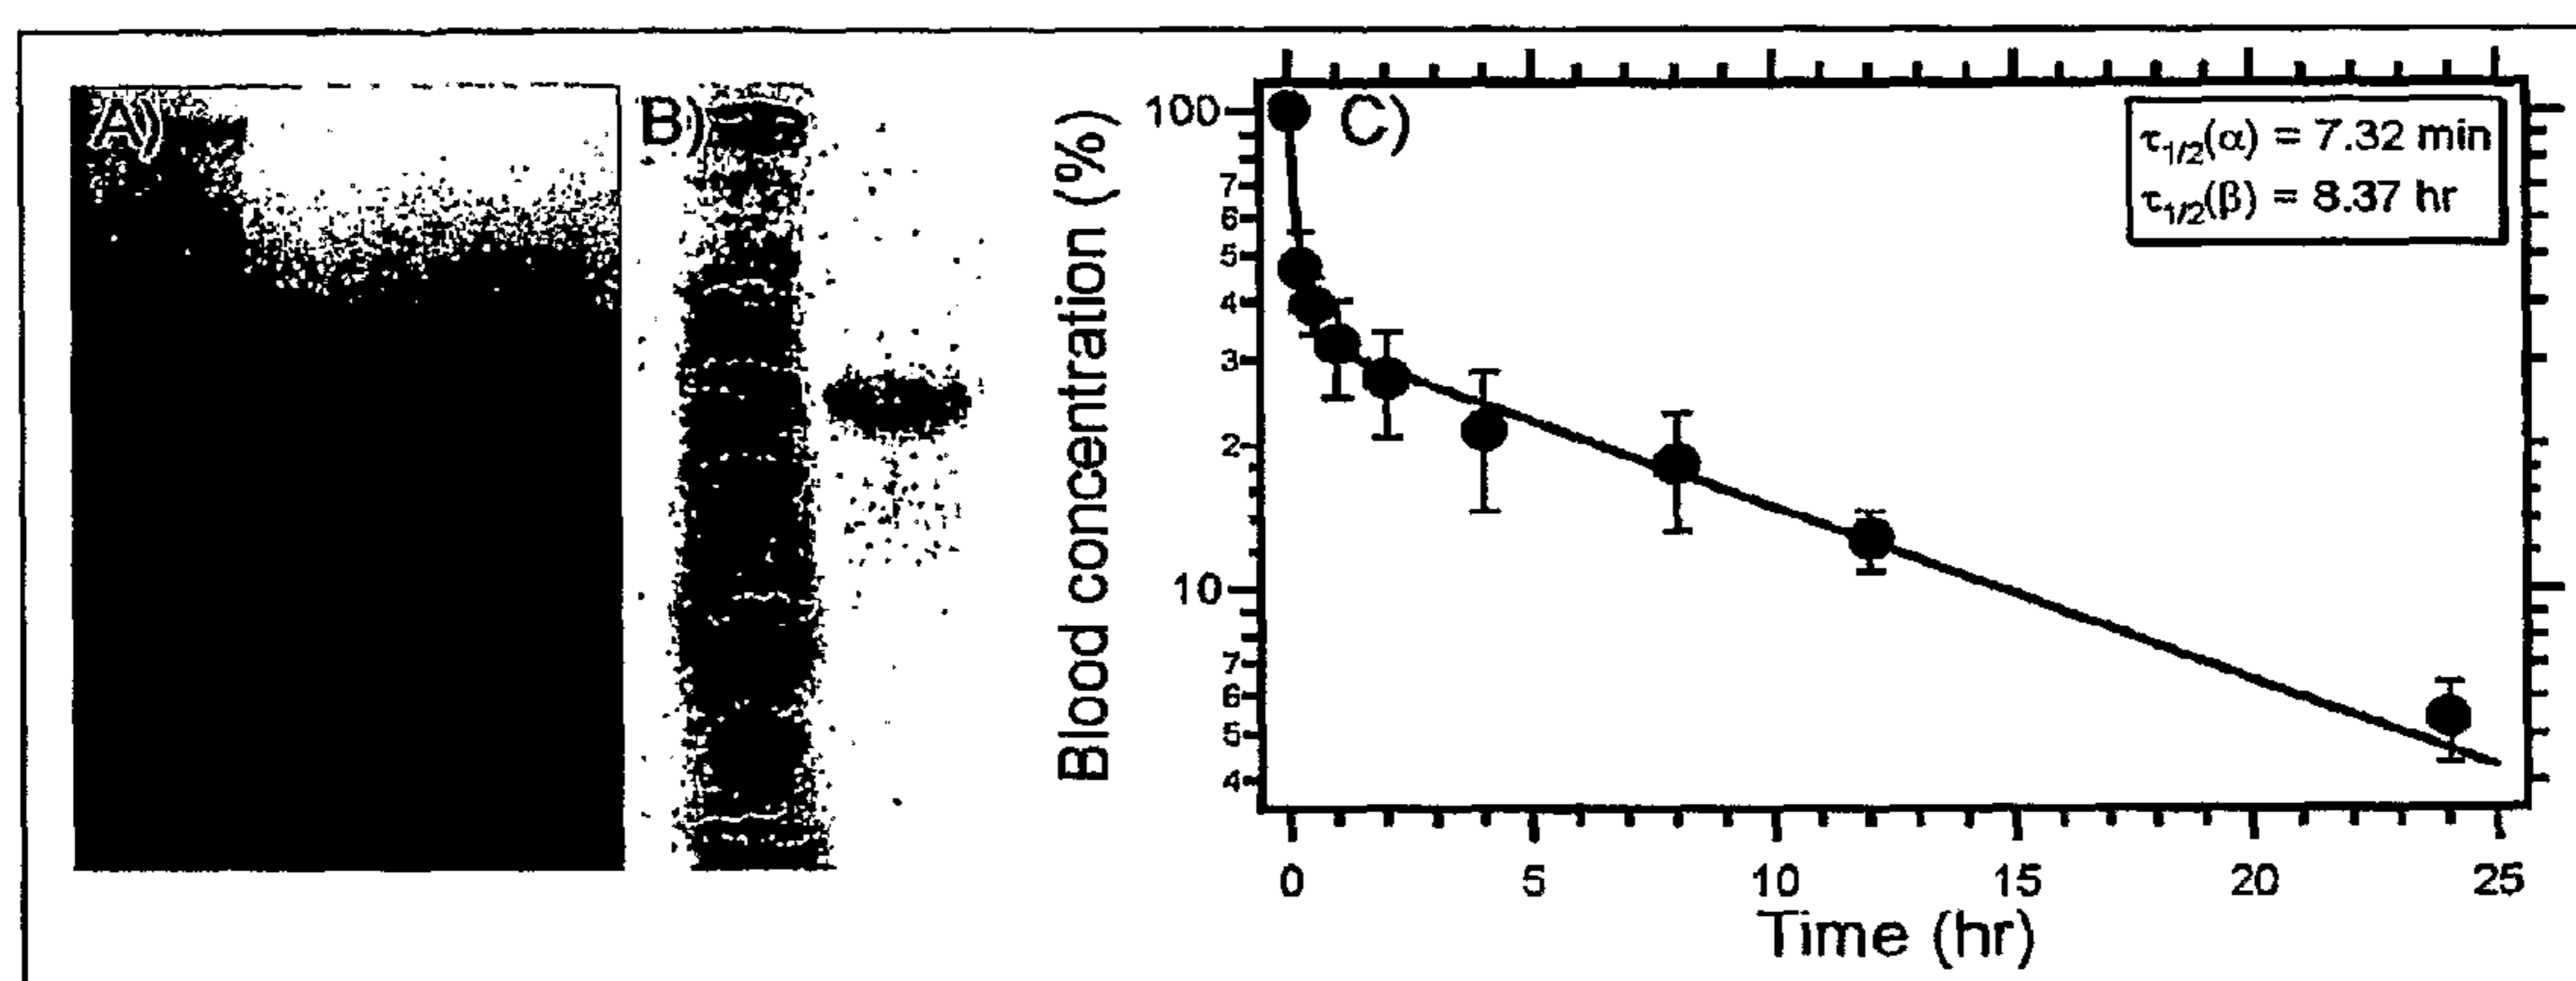 A)
B)
C)
τ1/2(α) = 7.32 min
τ1/2(β) = 8.37 hr
Blood concentration (%)
100
7
6
5
4
3
2
10
7
6
5
4
0 5 10 15 20 25
Time (hr)